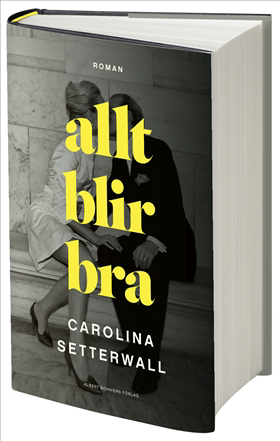 ROMAN
allt
blir
bra
CAROLINA
SETTERWALL
ALBERT BONNIERS FÖRLAG